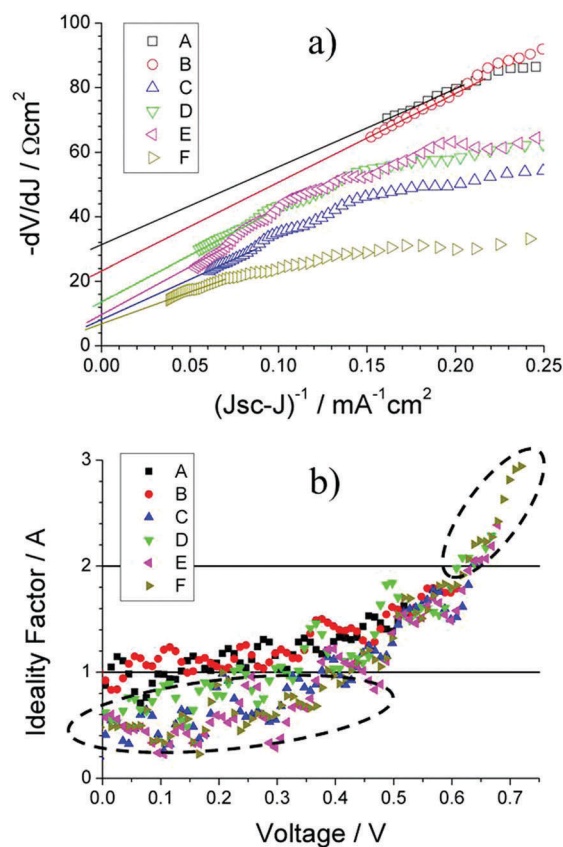 a)
A
B
C
D
E
F
100
80
60
40
20
0
-dV/dJ / Ωcm²
0.00 0.05 0.10 0.15 0.20 0.25
(Jsc-J)⁻¹ / mA⁻¹cm²
b)
A
B
C
D
E
F
3
2
1
0
Ideality Factor / A
0.0 0.1 0.2 0.3 0.4 0.5 0.6 0.7
Voltage / V